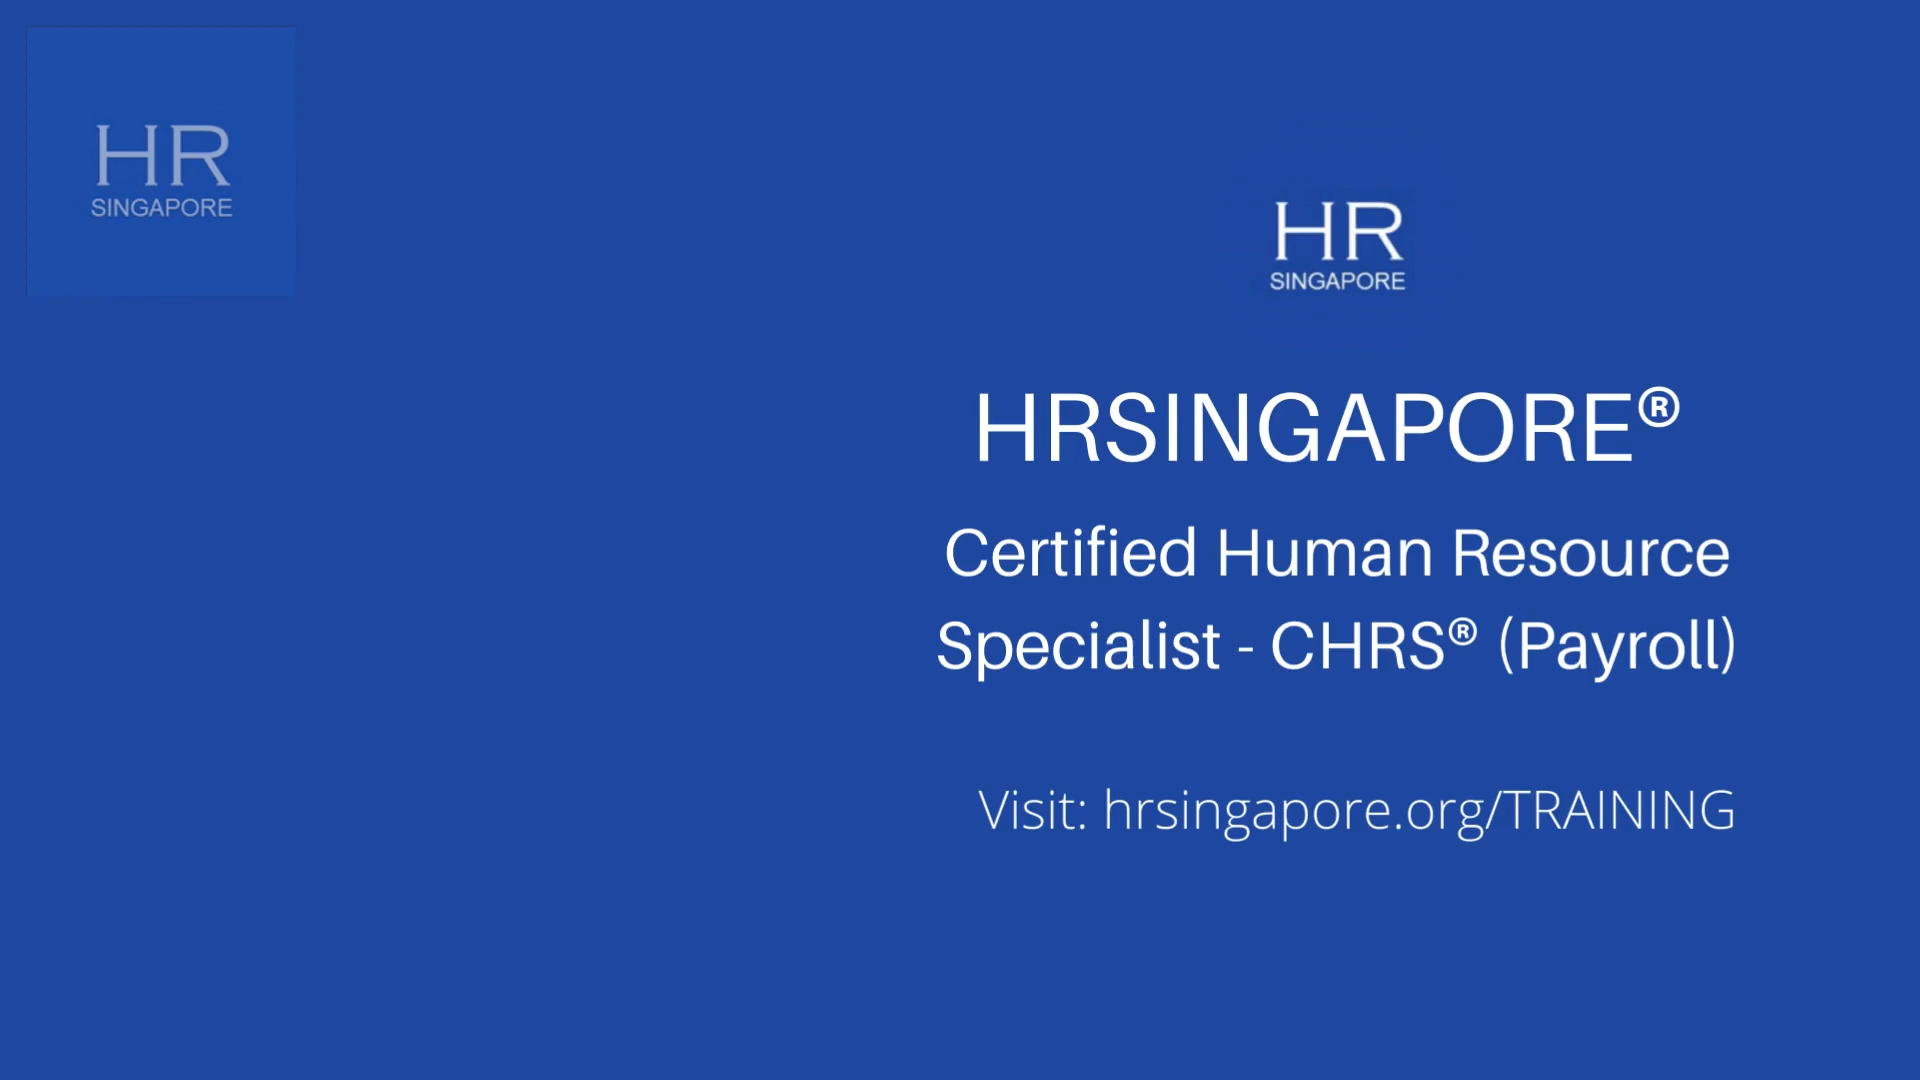 HR
SINGAPORE
HR
SINGAPORE
HRSINGAPORE®
Certified Human Resource
Specialist - CHRS® (Payroll)
Visit: hrsingapore.org/TRAINING